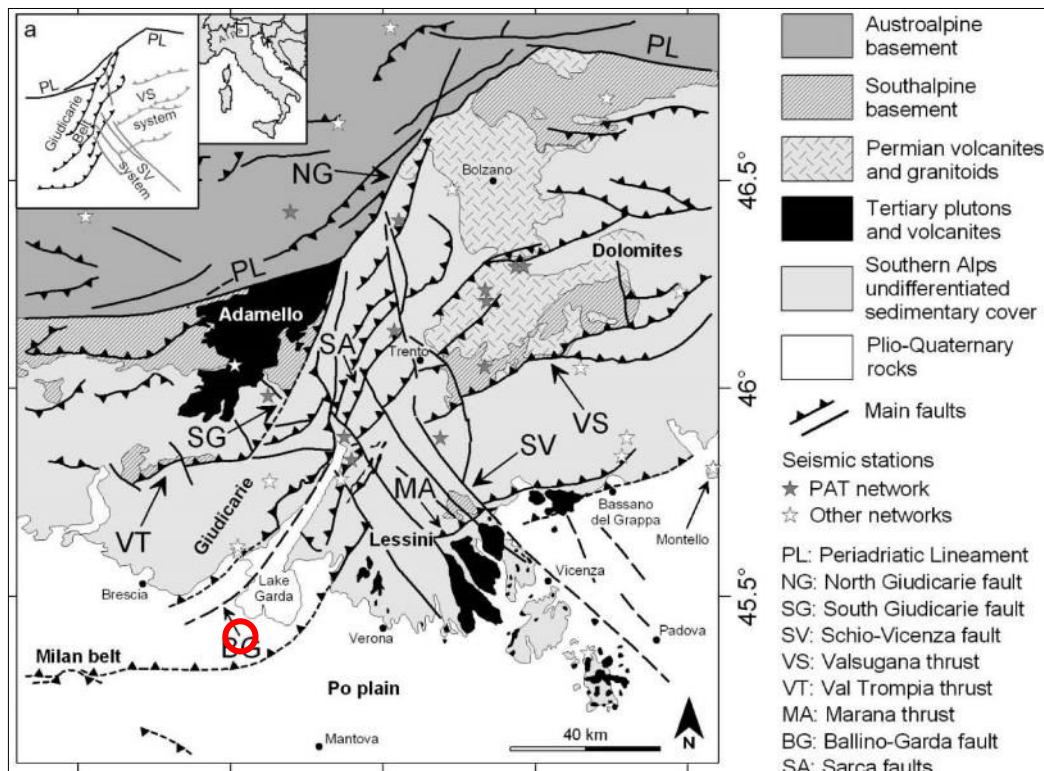 a
PL
PL
Giudicarie
Belt
VS
system
SV
system
Alps
PL
NG
Bolzano
PL
Dolomites
Adamello
SA
Trento
SG
VS
SV
MA
Bassano
del Grappa
Montello
VT
Giudicarie
Lessini
Brescia
Lake
Garda
Vicenza
BG
Verona
Padova
Milan belt
Po plain
Mantova
40 km
N
46.5°
46°
45.5°
Austroalpine
basement
Southalpine
basement
Permian volcanites
and granitoids
Tertiary plutons
and volcanites
Southern Alps
undifferentiated
sedimentary cover
Plio-Quaternary
rocks
Main faults
Seismic stations
PAT network
Other networks
PL: Periadriatic Lineament
NG: North Giudicarie fault
SG: South Giudicarie fault
SV: Schio-Vicenza fault
VS: Valsugana thrust
VT: Val Trompia thrust
MA: Marana thrust
BG: Ballino-Garda fault
SA: Sarca faults